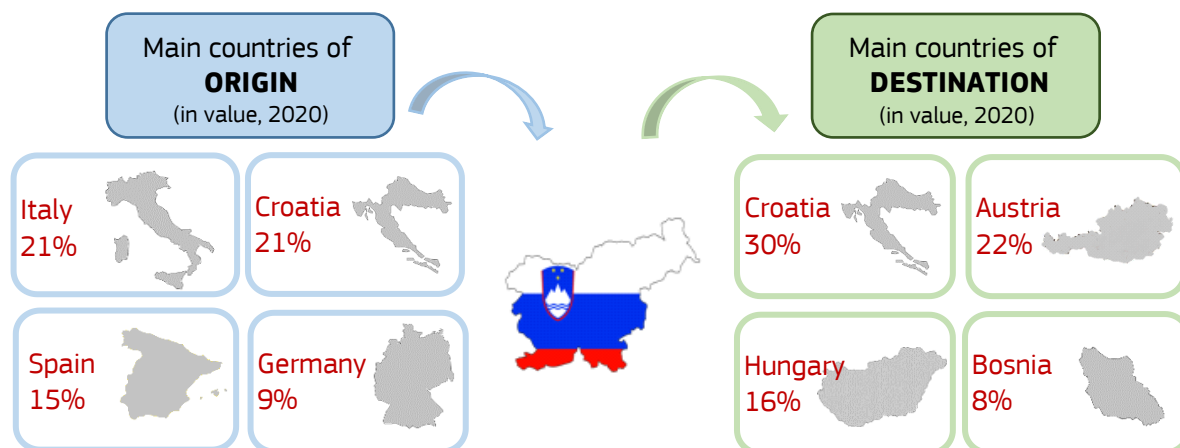 Main countries of
ORIGIN
(in value, 2020)
Main countries of
DESTINATION
(in value, 2020)
Italy
21%
Croatia
21%
Spain
15%
Germany
9%
Croatia
30%
Austria
22%
Hungary
16%
Bosnia
8%